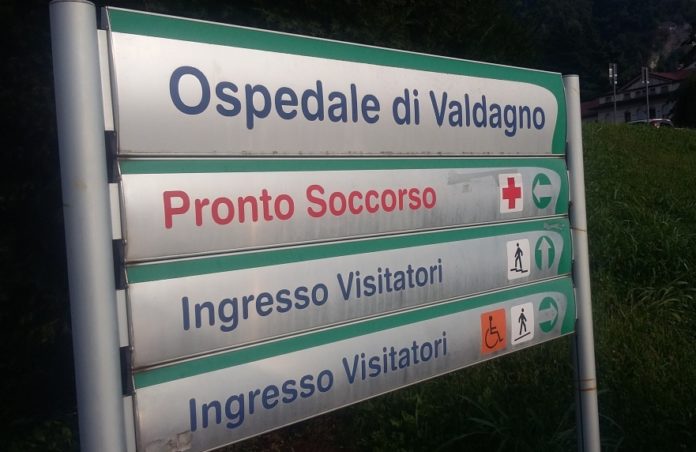 Ospedale di Valdagno
Pronto Soccorso
Ingresso Visitatori
Ingresso Visitatori